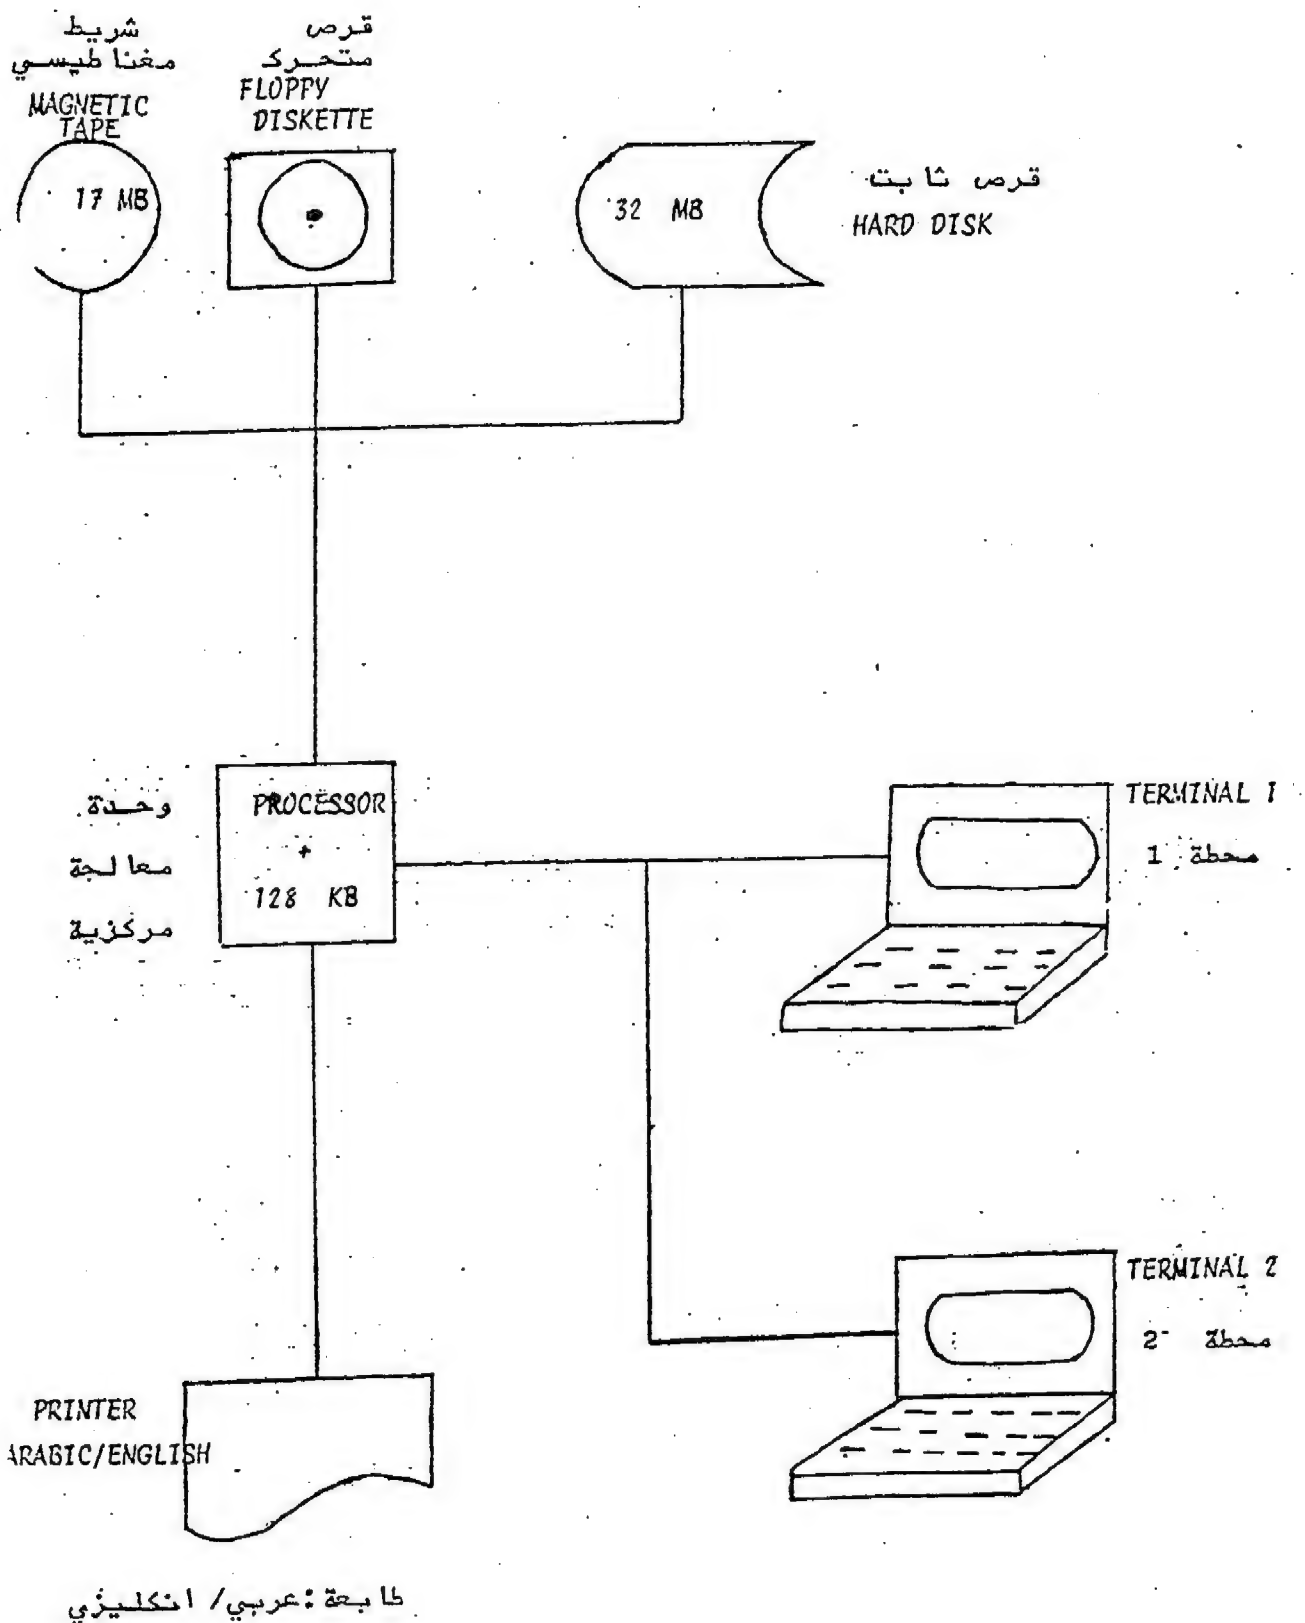 شريط
مغناطيسي
MAGNETIC
TAPE
قرص
متحرك
FLOPPY
DISKETTE
17 MB
32 MB
قرص ثابت
HARD DISK
وحدة
معالجة
مركزية
PROCESSOR
+
128 KB
TERMINAL 1
محطة 1
TERMINAL 2
محطة 2
PRINTER
ARABIC/ENGLISH
طابعة : عربي/ انكليزي